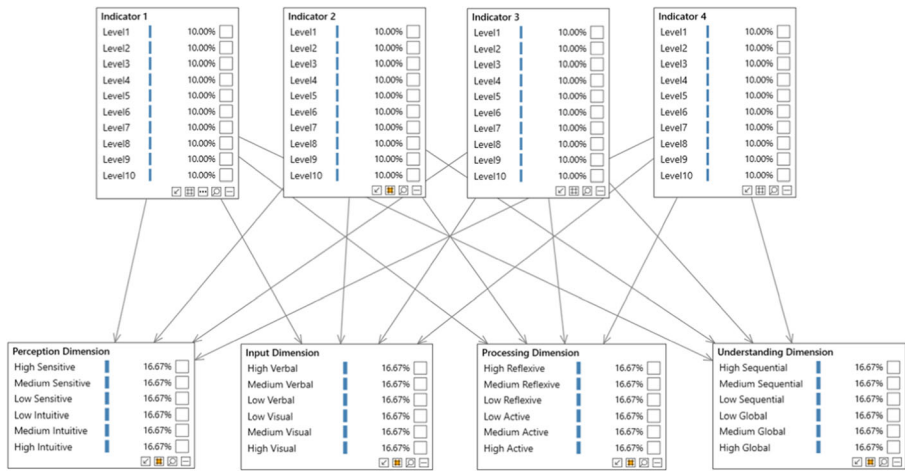 Indicator 1
Level1 10.00%
Level2 10.00%
Level3 10.00%
Level4 10.00%
Level5 10.00%
Level6 10.00%
Level7 10.00%
Level8 10.00%
Level9 10.00%
Level10 10.00%
Indicator 2
Level1 10.00%
Level2 10.00%
Level3 10.00%
Level4 10.00%
Level5 10.00%
Level6 10.00%
Level7 10.00%
Level8 10.00%
Level9 10.00%
Level10 10.00%
Indicator 3
Level1 10.00%
Level2 10.00%
Level3 10.00%
Level4 10.00%
Level5 10.00%
Level6 10.00%
Level7 10.00%
Level8 10.00%
Level9 10.00%
Level10 10.00%
Indicator 4
Level1 10.00%
Level2 10.00%
Level3 10.00%
Level4 10.00%
Level5 10.00%
Level6 10.00%
Level7 10.00%
Level8 10.00%
Level9 10.00%
Level10 10.00%
Perception Dimension
High Sensitive 16.67%
Medium Sensitive 16.67%
Low Sensitive 16.67%
Low Intuitive 16.67%
Medium Intuitive 16.67%
High Intuitive 16.67%
Input Dimension
High Verbal 16.67%
Medium Verbal 16.67%
Low Verbal 16.67%
Low Visual 16.67%
Medium Visual 16.67%
High Visual 16.67%
Processing Dimension
High Reflexive 16.67%
Medium Reflexive 16.67%
Low Reflexive 16.67%
Low Active 16.67%
Medium Active 16.67%
High Active 16.67%
Understanding Dimension
High Sequential 16.67%
Medium Sequential 16.67%
Low Sequential 16.67%
Low Global 16.67%
Medium Global 16.67%
High Global 16.67%